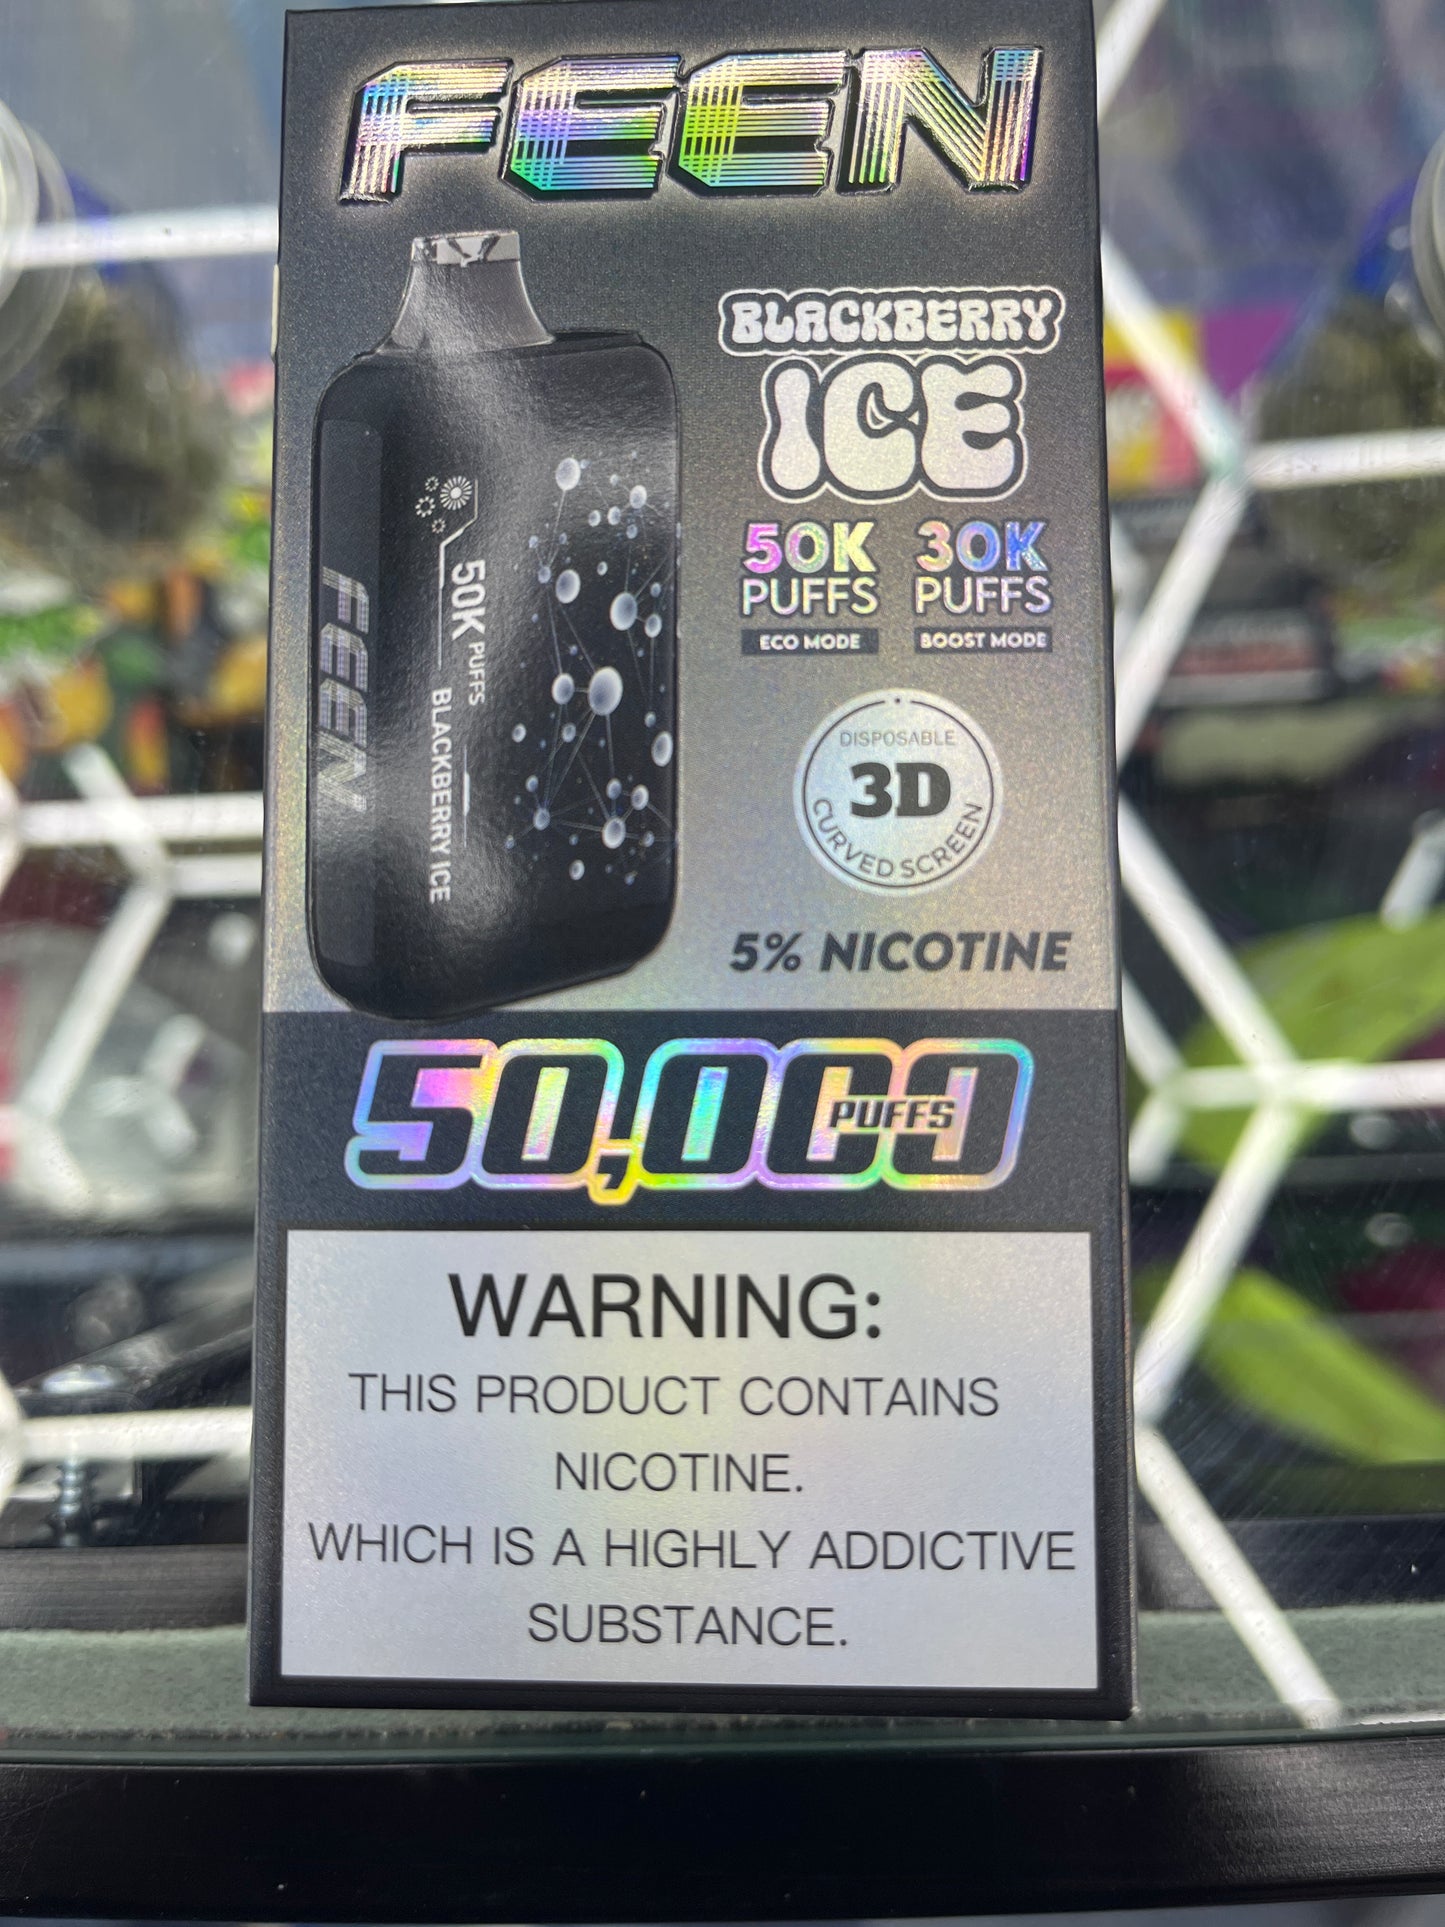 FEEN
BLACKBERRY
ICE
50K
PUFFS
ECO MODE
30K
PUFFS
BOOST MODE
FEEN
50K PUFFS
BLACKBERRY ICE
DISPOSABLE
3D
CURVED SCREEN
5% NICOTINE
50,000
PUFFS
WARNING:
THIS PRODUCT CONTAINS
NICOTINE.
WHICH IS A HIGHLY ADDICTIVE
SUBSTANCE.